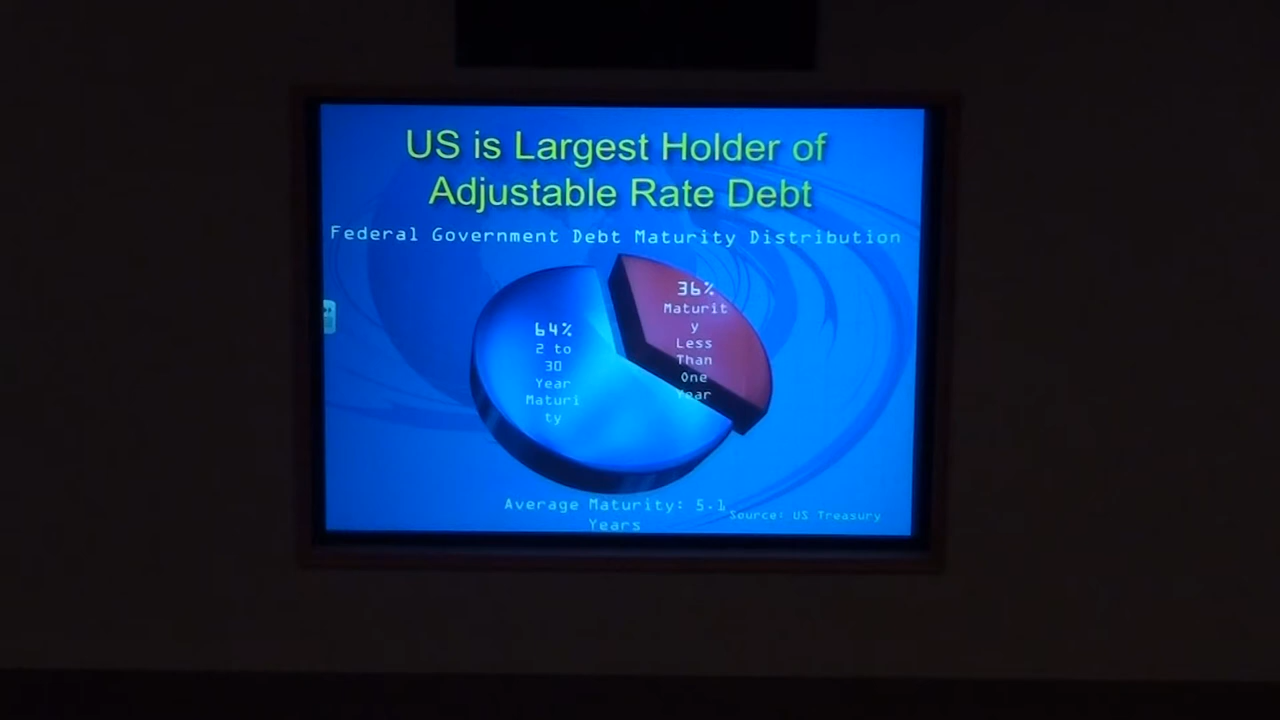 US is Largest Holder of
Adjustable Rate Debt
Federal Government Debt Maturity Distribution
36%
Maturit
y
Less
Than
One
Year
64%
2 to
30
Year
Maturi
ty
Average Maturity: 5.1
Years
Source: US Treasury